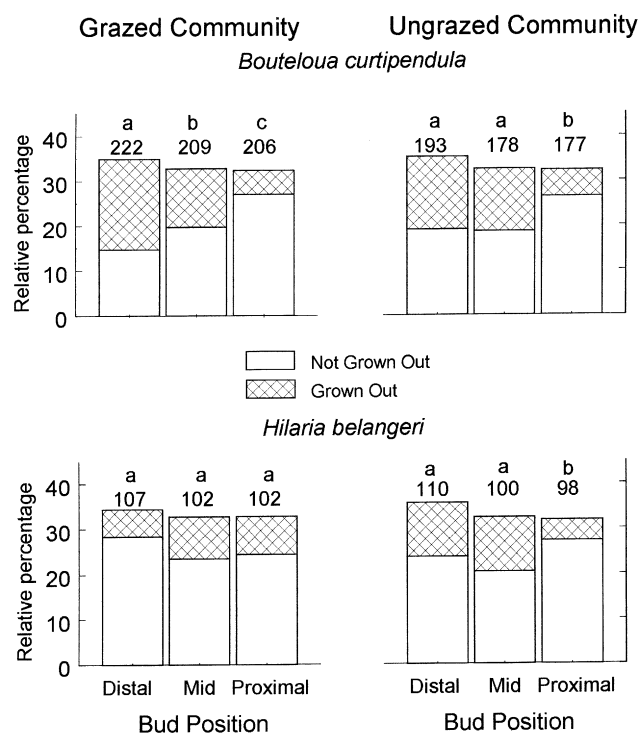 Grazed Community Ungrazed Community
Bouteloua curtipendula
a b c a a b
222 209 206 193 178 177
Relative percentage
40
30
20
10
0
Not Grown Out
Grown Out
Hilaria belangeri
a a a a a b
107 102 102 110 100 98
Relative percentage
40
30
20
10
0
Distal Mid Proximal Distal Mid Proximal
Bud Position Bud Position